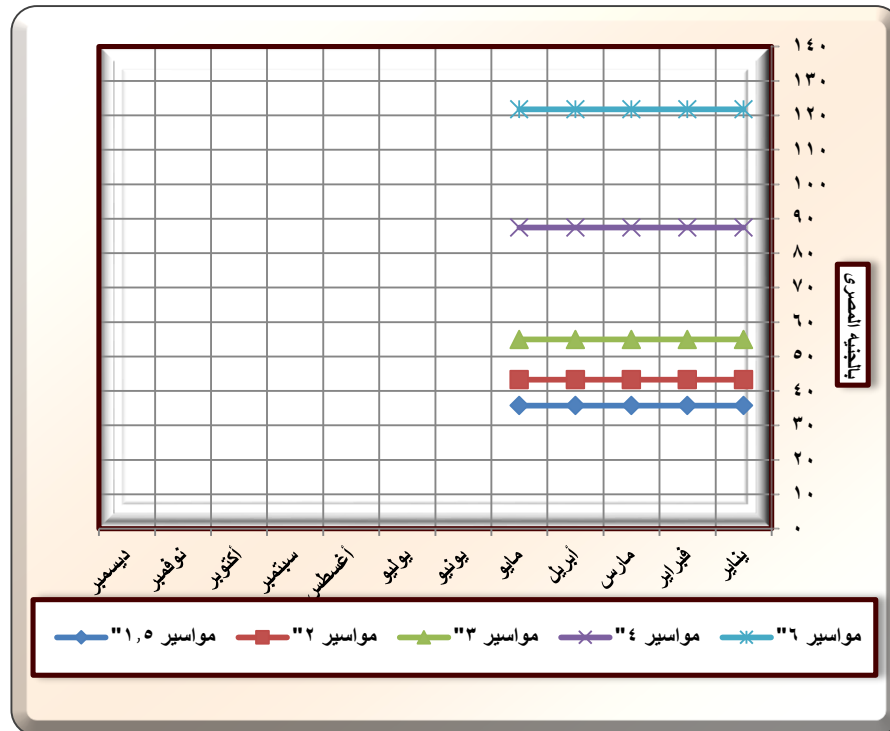 ١٤٠
١٣٠
١٢٠
١١٠
١٠٠
٩٠
٨٠
٧٠
٦٠
٥٠
٤٠
٣٠
٢٠
١٠
٠
بالجنيه المصرى
يناير
فبراير
مارس
أبريل
مايو
يونيو
يوليو
أغسطس
سبتمبر
أكتوبر
نوفمبر
ديسمبر
مواسير ٦"
مواسير ٤"
مواسير ٣"
مواسير ٢"
مواسير ١,٥"